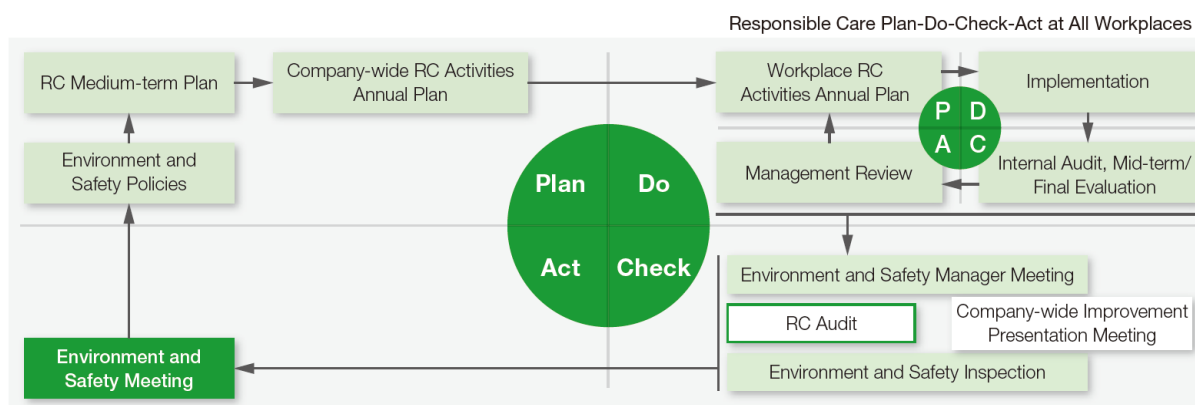 Responsible Care Plan-Do-Check-Act at All Workplaces
RC Medium-term Plan
Company-wide RC Activities
Annual Plan
Workplace RC
Activities Annual Plan
Implementation
P D
A C
Environment and
Safety Policies
Management Review
Internal Audit, Mid-term/
Final Evaluation
Plan Do
Act Check
Environment and Safety Manager Meeting
RC Audit
Company-wide Improvement
Presentation Meeting
Environment and Safety Inspection
Environment and
Safety Meeting